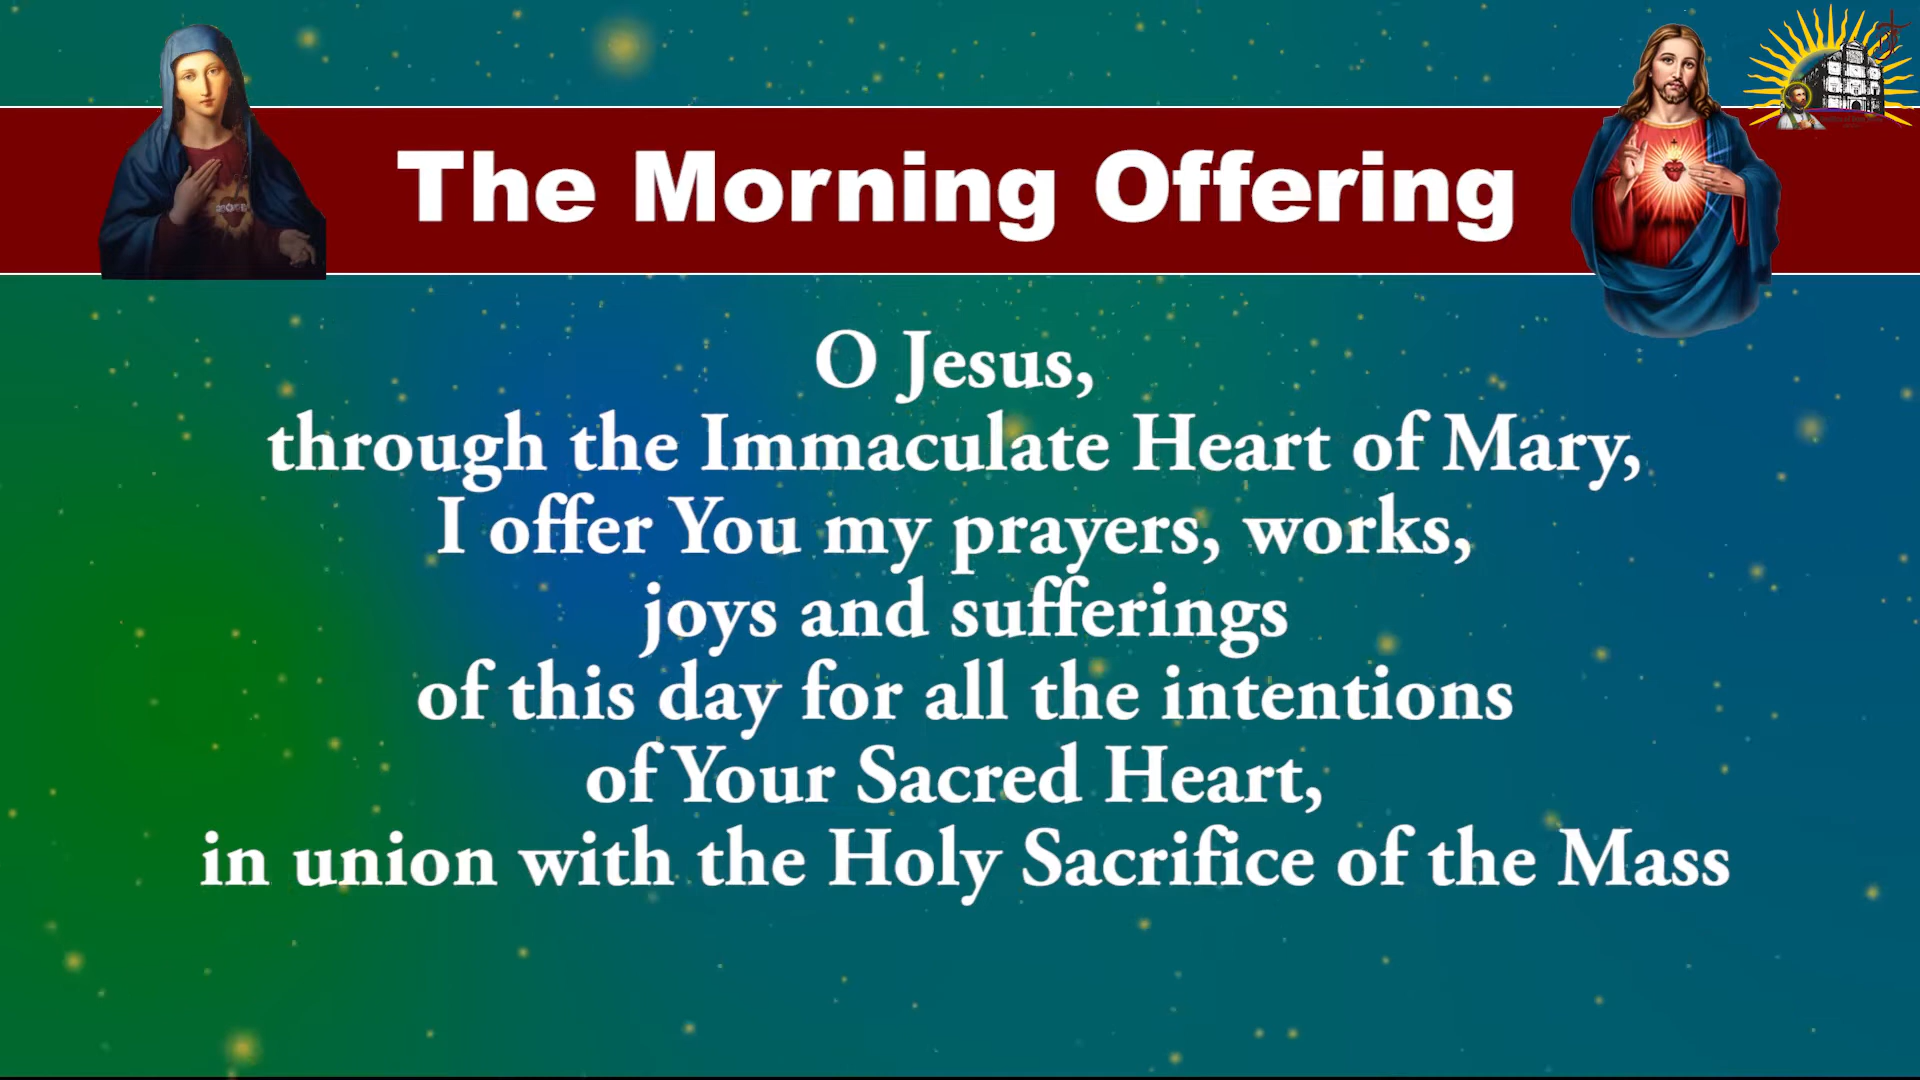 The Morning Offering
O Jesus,
through the Immaculate Heart of Mary,
I offer You my prayers, works,
joys and sufferings
of this day for all the intentions
of Your Sacred Heart,
in union with the Holy Sacrifice of the Mass